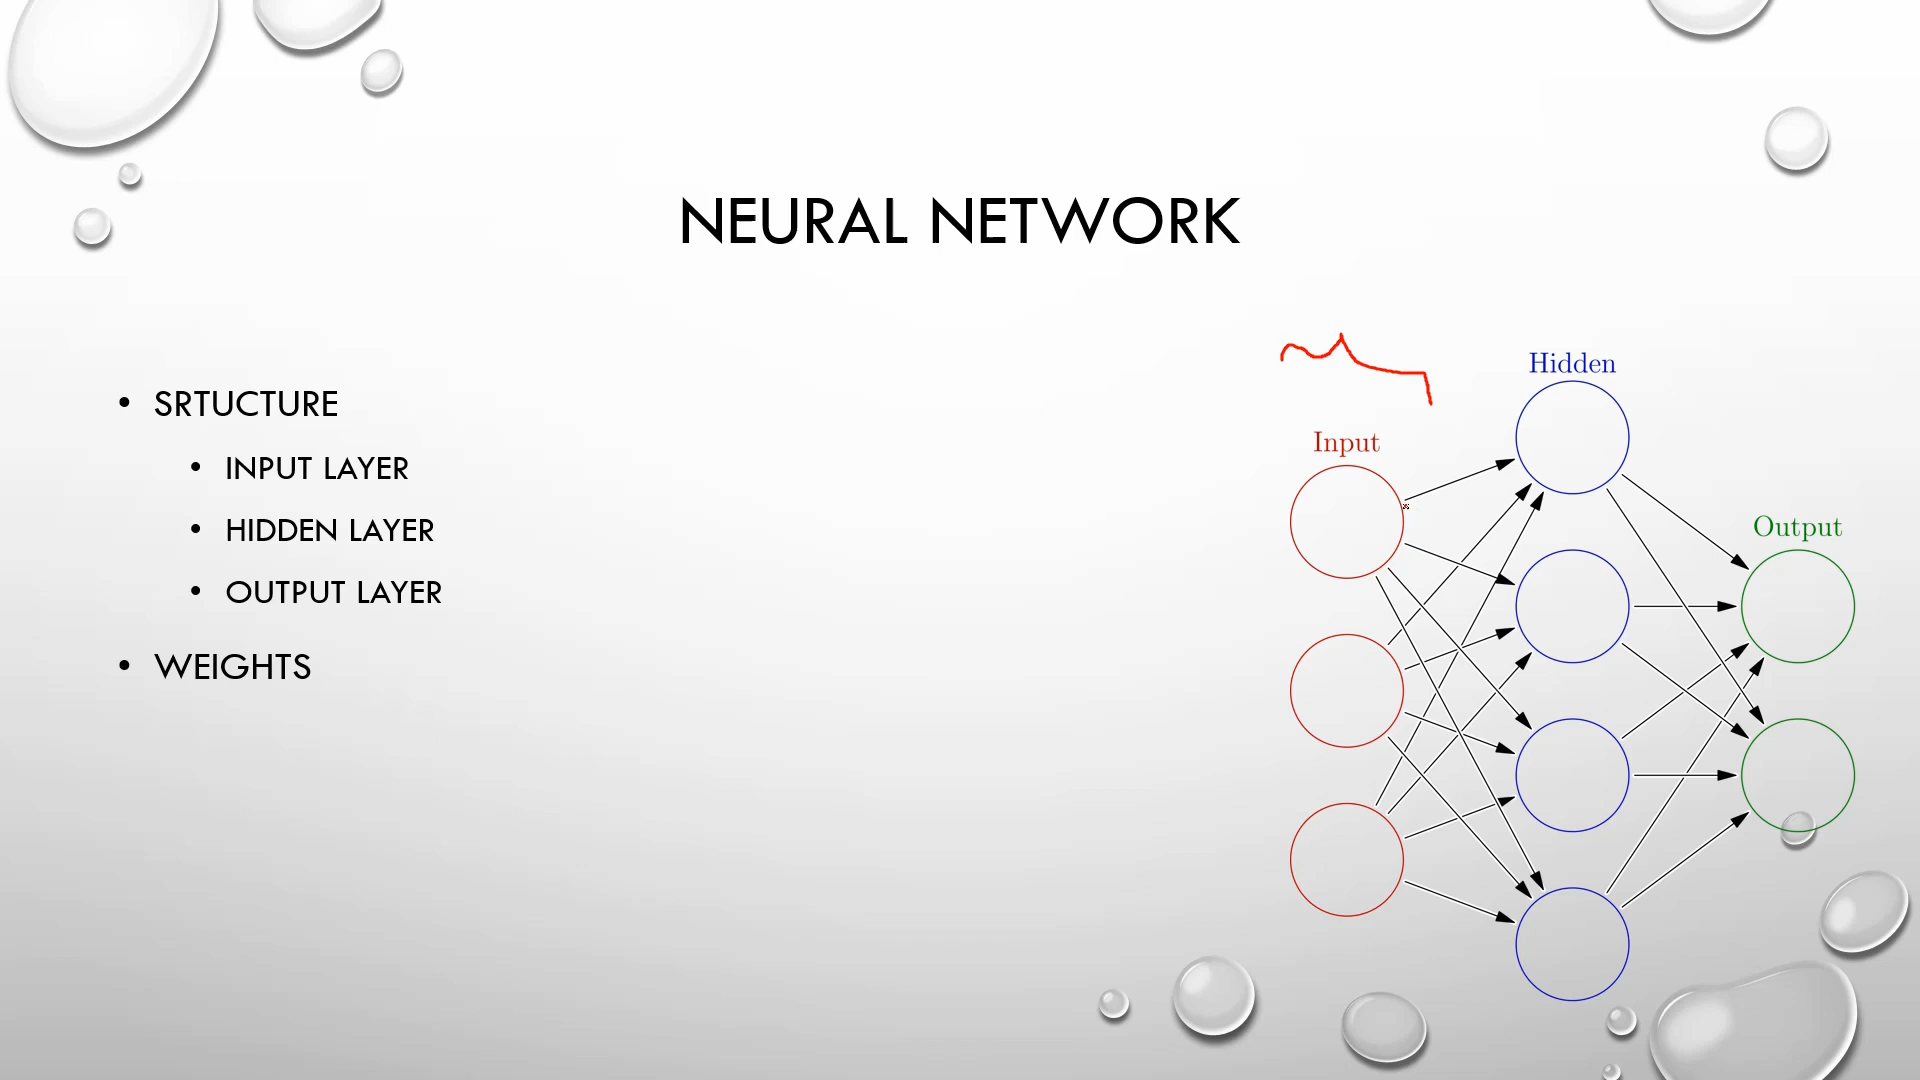 NEURAL NETWORK
• SRTUCTURE
• INPUT LAYER
• HIDDEN LAYER
• OUTPUT LAYER
• WEIGHTS
Hidden
Input
Output